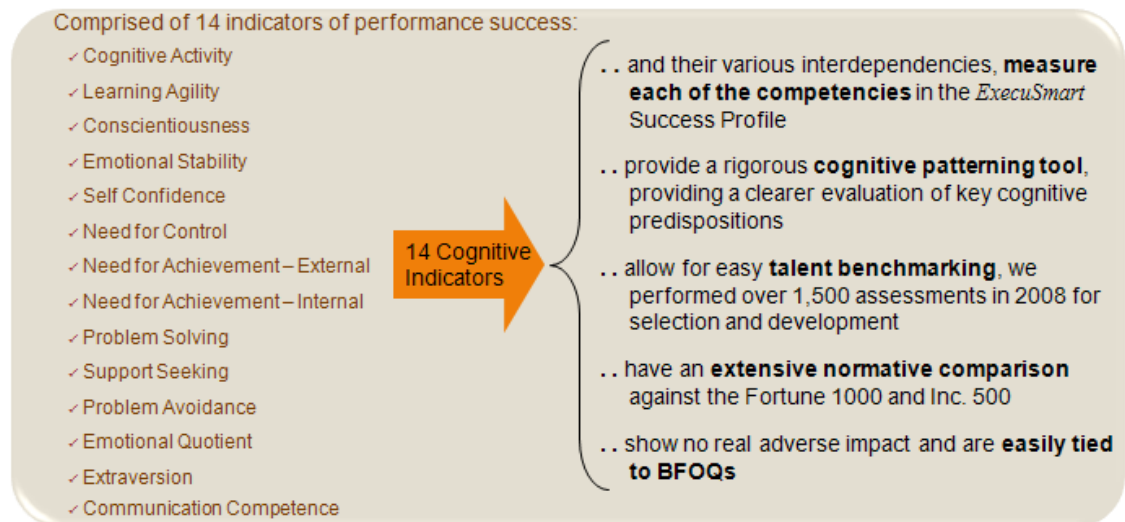 Comprised of 14 indicators of performance success:
✓ Cognitive Activity
✓ Learning Agility
✓ Conscientiousness
✓ Emotional Stability
✓ Self Confidence
✓ Need for Control
✓ Need for Achievement – External
✓ Need for Achievement – Internal
✓ Problem Solving
✓ Support Seeking
✓ Problem Avoidance
✓ Emotional Quotient
✓ Extraversion
✓ Communication Competence
14 Cognitive
Indicators
. . and their various interdependencies, measure
each of the competencies in the ExecuSmart
Success Profile
. . provide a rigorous cognitive patterning tool,
providing a clearer evaluation of key cognitive
predispositions
. . allow for easy talent benchmarking, we
performed over 1,500 assessments in 2008 for
selection and development
. . have an extensive normative comparison
against the Fortune 1000 and Inc. 500
. . show no real adverse impact and are easily tied
to BFOQs